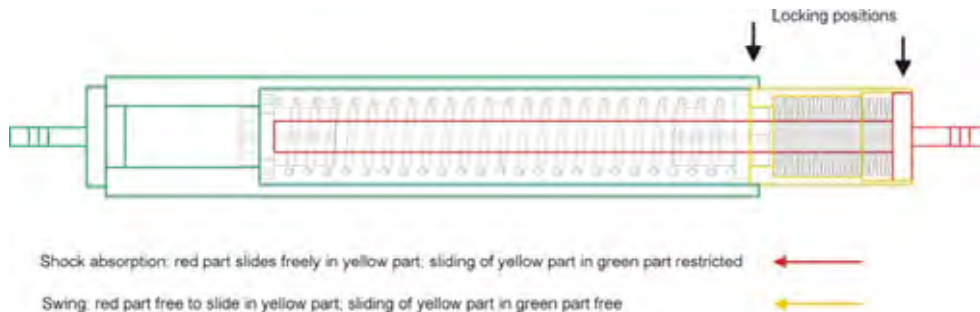 Locking positions
Shock absorption: red part slides freely in yellow part; sliding of yellow part in green part restricted
Swing: red part free to slide in yellow part; sliding of yellow part in green part free